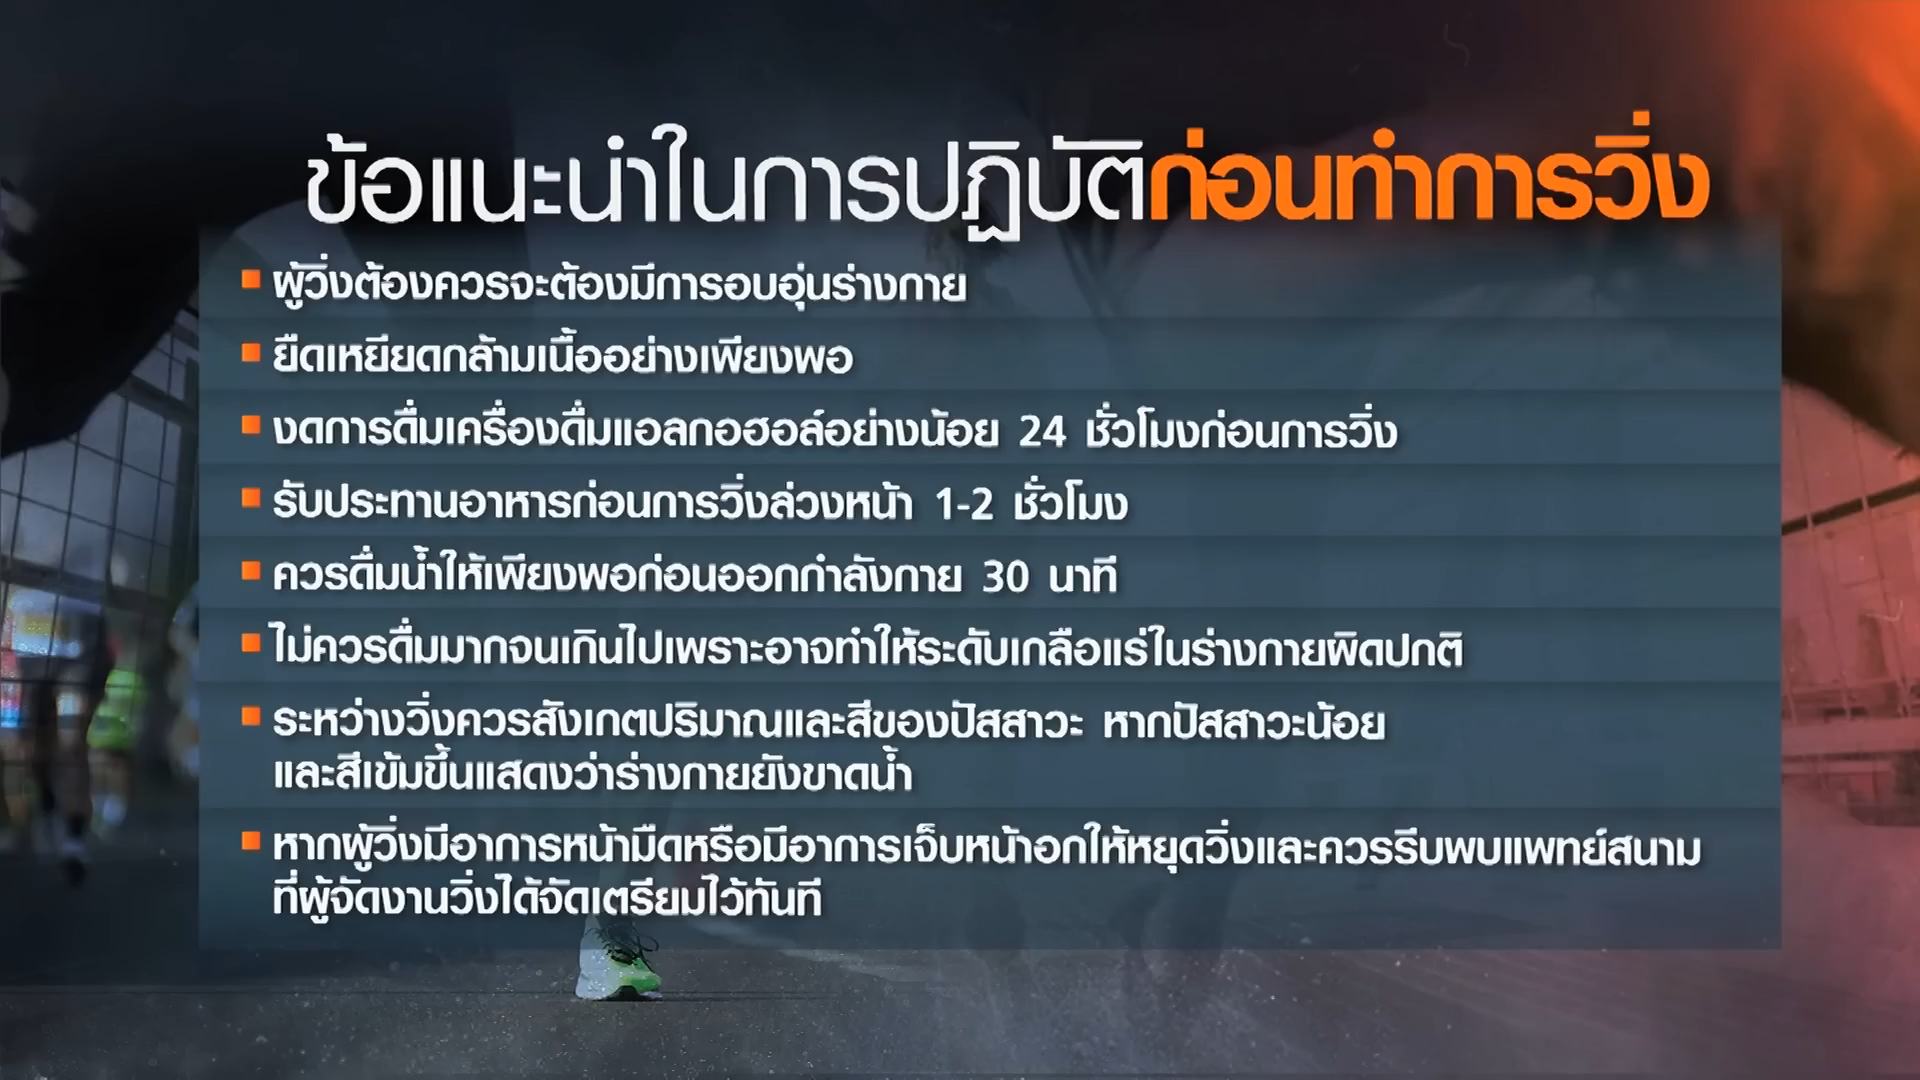 ข้อแนะนำในการปฏิบัติก่อนทำการวิ่ง
ผู้วิ่งต้องควรจะต้องมีการอบอุ่นร่างกาย
ยืดเหยียดกล้ามเนื้ออย่างเพียงพอ
งดการดื่มเครื่องดื่มแอลกอฮอล์อย่างน้อย 24 ชั่วโมงก่อนการวิ่ง
รับประทานอาหารก่อนการวิ่งล่วงหน้า 1-2 ชั่วโมง
ควรดื่มน้ำให้เพียงพอก่อนออกกำลังกาย 30 นาที
ไม่ควรดื่มมากจนเกินไปเพราะอาจทำให้ระดับเกลือแร่ในร่างกายผิดปกติ
ระหว่างวิ่งควรสังเกตปริมาณและสีของปัสสาวะ หากปัสสาวะน้อย
และสีเข้มขึ้นแสดงว่าร่างกายยังขาดน้ำ
หากผู้วิ่งมีอาการหน้ามืดหรือมีอาการเจ็บหน้าอกให้หยุดวิ่งและควรรีบพบแพทย์สนาม
ที่ผู้จัดงานวิ่งได้จัดเตรียมไว้ทันที